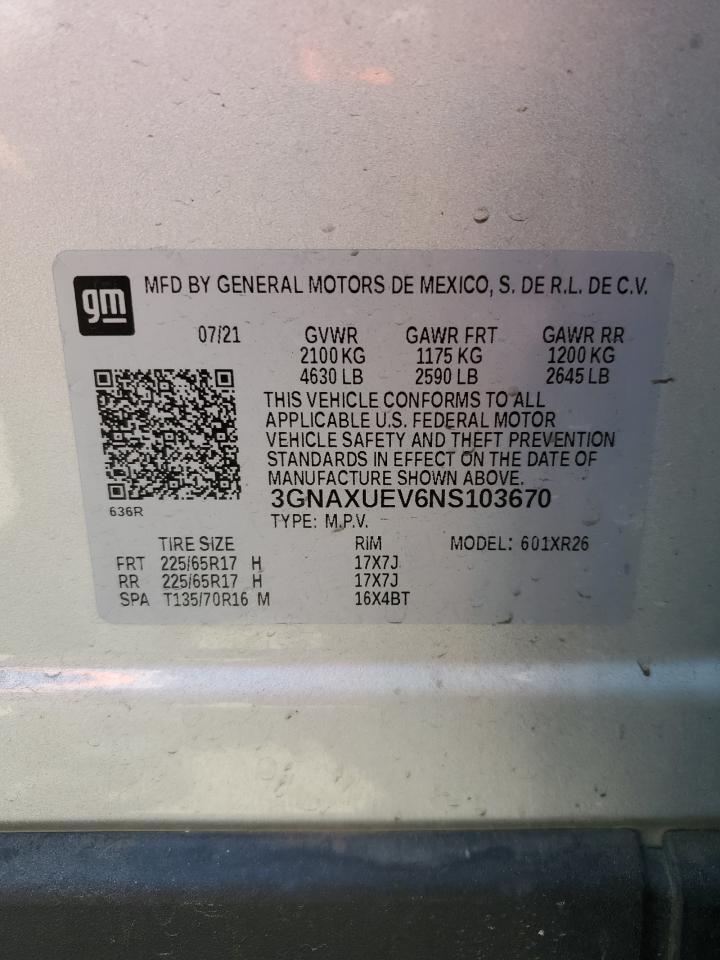 gm
MFD BY GENERAL MOTORS DE MEXICO, S. DE R.L. DE C.V.
07/21 GVWR GAWR FRT GAWR RR
2100 KG 1175 KG 1200 KG
4630 LB 2590 LB 2645 LB
THIS VEHICLE CONFORMS TO ALL
APPLICABLE U.S. FEDERAL MOTOR
VEHICLE SAFETY AND THEFT PREVENTION
STANDARDS IN EFFECT ON THE DATE OF
MANUFACTURE SHOWN ABOVE.
3GNAXUEV6NS103670
636R
TYPE: M.P.V.
TIRE SIZE RIM MODEL: 601XR26
FRT 225/65R17 H 17X7J
RR 225/65R17 H 17X7J
SPA T135/70R16 M 16X4BT